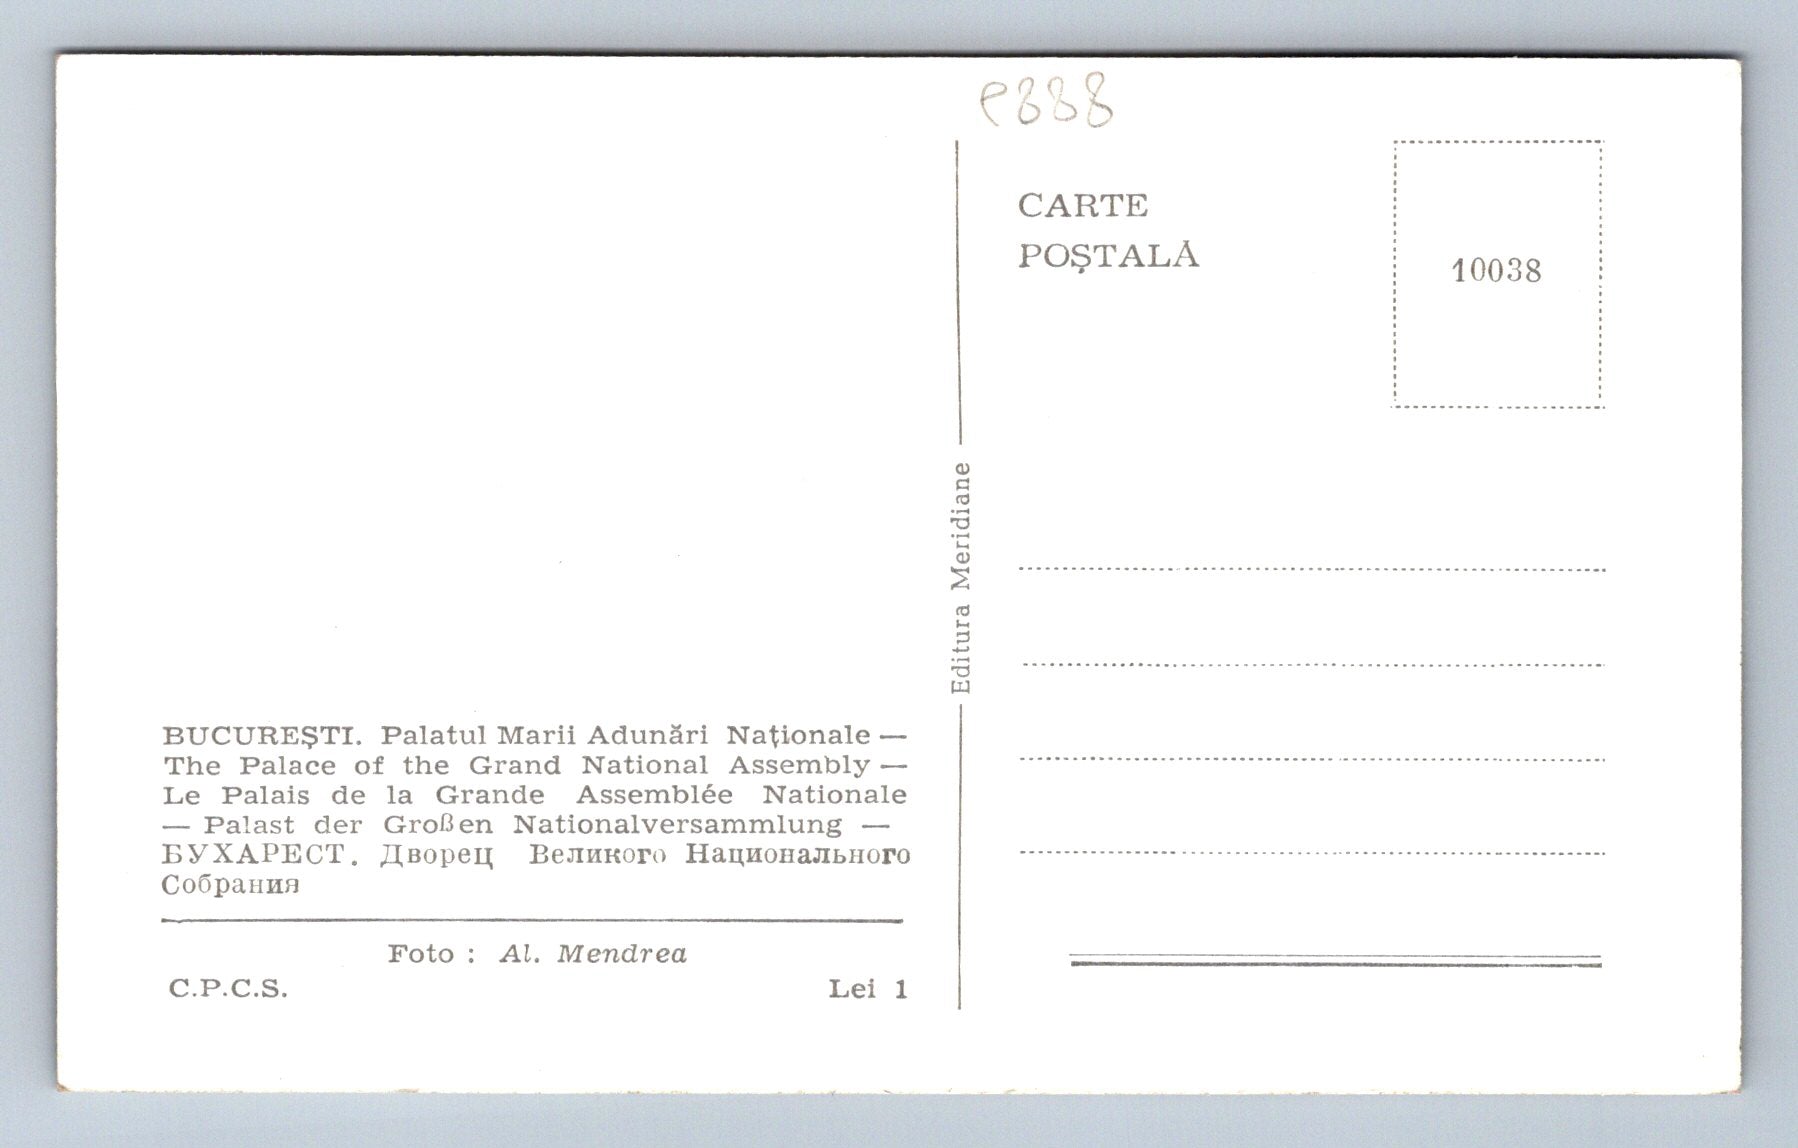 BUCUREȘTI. Palatul Marii Adunări Naționale —
The Palace of the Grand National Assembly —
Le Palais de la Grande Assemblée Nationale
— Palast der Großen Nationalversammlung —
БУХАРЕСТ. Дворец Великого Национального
Собрания
Foto : Al. Mendrea
C.P.C.S. Lei 1
Editura Meridiane
e888
CARTE
POȘTALĂ
10038